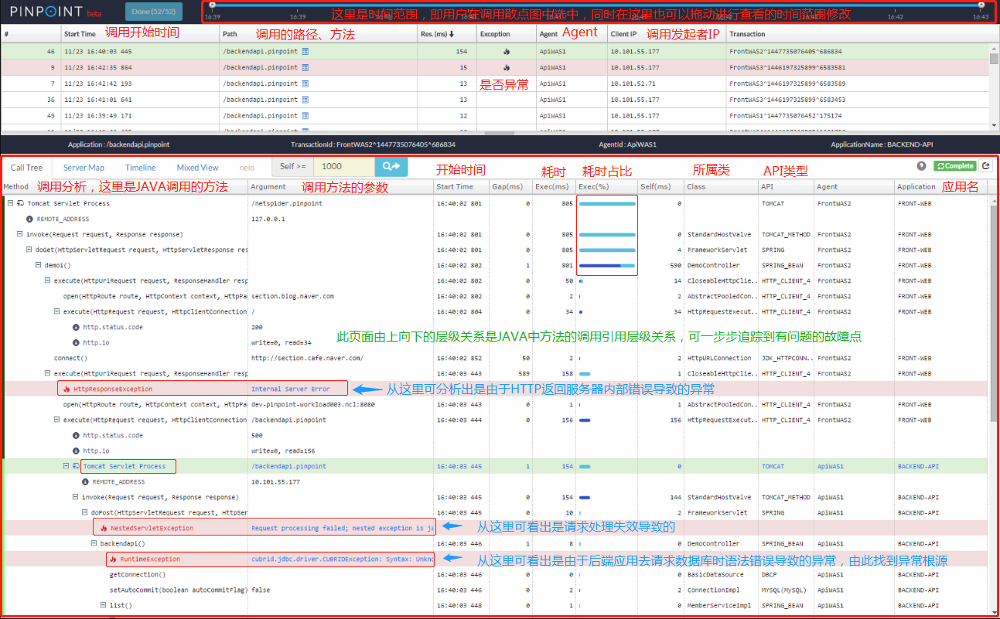 PINPOINT beta Done (52/52) 这里是时间范围，即用户在调用散点图中选中，同时在这里也可以拖动进行查看的时间范围修改
16:39 16:39 16:42 16:42 16:43
# Start Time 调用开始时间 Path 调用的路径、方法 Res. (ms) Exception Agent Agent Client IP 调用发起者IP Transaction
46 11/23 16:40:03 445 /backendapi.pinpoint 154 ApiWAS1 10.101.55.177 FrontWAS2^1447735076405^686834
9 11/23 16:42:35 864 /backendapi.pinpoint 15 ApiWAS1 10.101.55.177 FrontWAS3^1446197325899^6583581
7 11/23 16:42:42 193 /backendapi.pinpoint 13 是否异常 ApiWAS1 10.101.52.71 FrontWAS3^1446197325899^6583589
36 11/23 16:41:01 641 /backendapi.pinpoint 13 ApiWAS1 10.101.55.177 FrontWAS3^1446197325899^6583453
49 11/23 16:39:49 171 /backendapi.pinpoint 12 ApiWAS1 10.101.55.177 FrontWAS1^1447735076452^175174
Application : /backendapi.pinpoint TransactionId : FrontWAS2^1447735076405^686834 AgentId : ApiWAS1 ApplicationName : BACKEND-API
Call Tree Server Map Timeline Mixed View nelo Self >= 1000 开始时间 耗时 耗时占比 所属类 API类型 Complete
Method 调用分析，这里是JAVA调用的方法 Argument 调用方法的参数 Start Time Gap(ms) Exec(ms) Exec(%) Self(ms) Class API Agent Application 应用名
Tomcat Servlet Process /netspider.pinpoint 16:40:02 801 0 805 0 TOMCAT FrontWAS2 FRONT-WEB
REMOTE_ADDRESS 127.0.0.1
invoke(Request request, Response response) 16:40:02 801 0 805 0 StandardHostValve TOMCAT_METHOD FrontWAS2 FRONT-WEB
doGet(HttpServletRequest request, HttpServletResponse res 16:40:02 801 0 805 4 FrameworkServlet SPRING FrontWAS2 FRONT-WEB
demo1() 16:40:02 802 1 801 590 DemoController SPRING_BEAN FrontWAS2 FRONT-WEB
execute(HttpUriRequest request, ResponseHandler resp 16:40:02 802 0 50 14 CloseableHttpClie.. HTTP_CLIENT_4 FrontWAS2 FRONT-WEB
open(HttpRoute route, HttpContext context, HttpPa section.blog.naver.com 16:40:02 802 0 2 2 AbstractPooledCon.. HTTP_CLIENT_4 FrontWAS2 FRONT-WEB
execute(HttpRequest request, HttpClientConnection / 16:40:02 804 0 34 34 HttpRequestExecut.. HTTP_CLIENT_4 FrontWAS2 FRONT-WEB
http.status.code 200
http.io write=0, read=34 此页面由上向下的层级关系是JAVA中方法的调用引用层级关系，可一步步追踪到有问题的故障点
connect() http://section.cafe.naver.com/ 16:40:02 852 50 2 2 HttpURLConnection JDK_HTTPCONN.. FrontWAS2 FRONT-WEB
execute(HttpUriRequest request, ResponseHandler resp 16:40:03 443 589 158 1 CloseableHttpClie.. HTTP_CLIENT_4 FrontWAS2 FRONT-WEB
HttpResponseException Internal Server Error 从这里可分析出是由于HTTP返回服务器内部错误导致的异常
open(HttpRoute route, HttpContext context, HttpPa dev-pinpoint-workload003.ncl:8080 16:40:03 443 0 1 1 AbstractPooledCon.. HTTP_CLIENT_4 FrontWAS2 FRONT-WEB
execute(HttpRequest request, HttpClientConnection /backendapi.pinpoint 16:40:03 444 0 156 156 HttpRequestExecut.. HTTP_CLIENT_4 FrontWAS2 FRONT-WEB
http.status.code 500
http.io write=0, read=156
Tomcat Servlet Process /backendapi.pinpoint 16:40:03 445 1 154 0 TOMCAT ApiWAS1 BACKEND-API
REMOTE_ADDRESS 10.101.55.177
invoke(Request request, Response response) 16:40:03 445 0 154 144 StandardHostValve TOMCAT_METHOD ApiWAS1 BACKEND-API
doPost(HttpServletRequest request, HttpSer 16:40:03 445 0 10 2 FrameworkServlet SPRING ApiWAS1 BACKEND-API
NestedServletException Request processing failed; nested exception is ja 从这里可看出是请求处理失效导致的
backendapi() 16:40:03 446 1 8 0 DemoController SPRING_BEAN ApiWAS1 BACKEND-API
RuntimeException cubrid.jdbc.driver.CUBRIDException: Syntax: Unkno 从这里可看出是由于后端应用去请求数据库时语法错误导致的异常，由此找到异常根源
getConnection() 16:40:03 446 0 0 0 BasicDataSource DBCP ApiWAS1 BACKEND-API
setAutoCommit(boolean autoCommitFlag) false 16:40:03 446 0 2 2 ConnectionImpl MYSQL(MySQL) ApiWAS1 BACKEND-API
list() 16:40:03 448 0 1 0 MemberServiceImpl SPRING_BEAN ApiWAS1 BACKEND-API